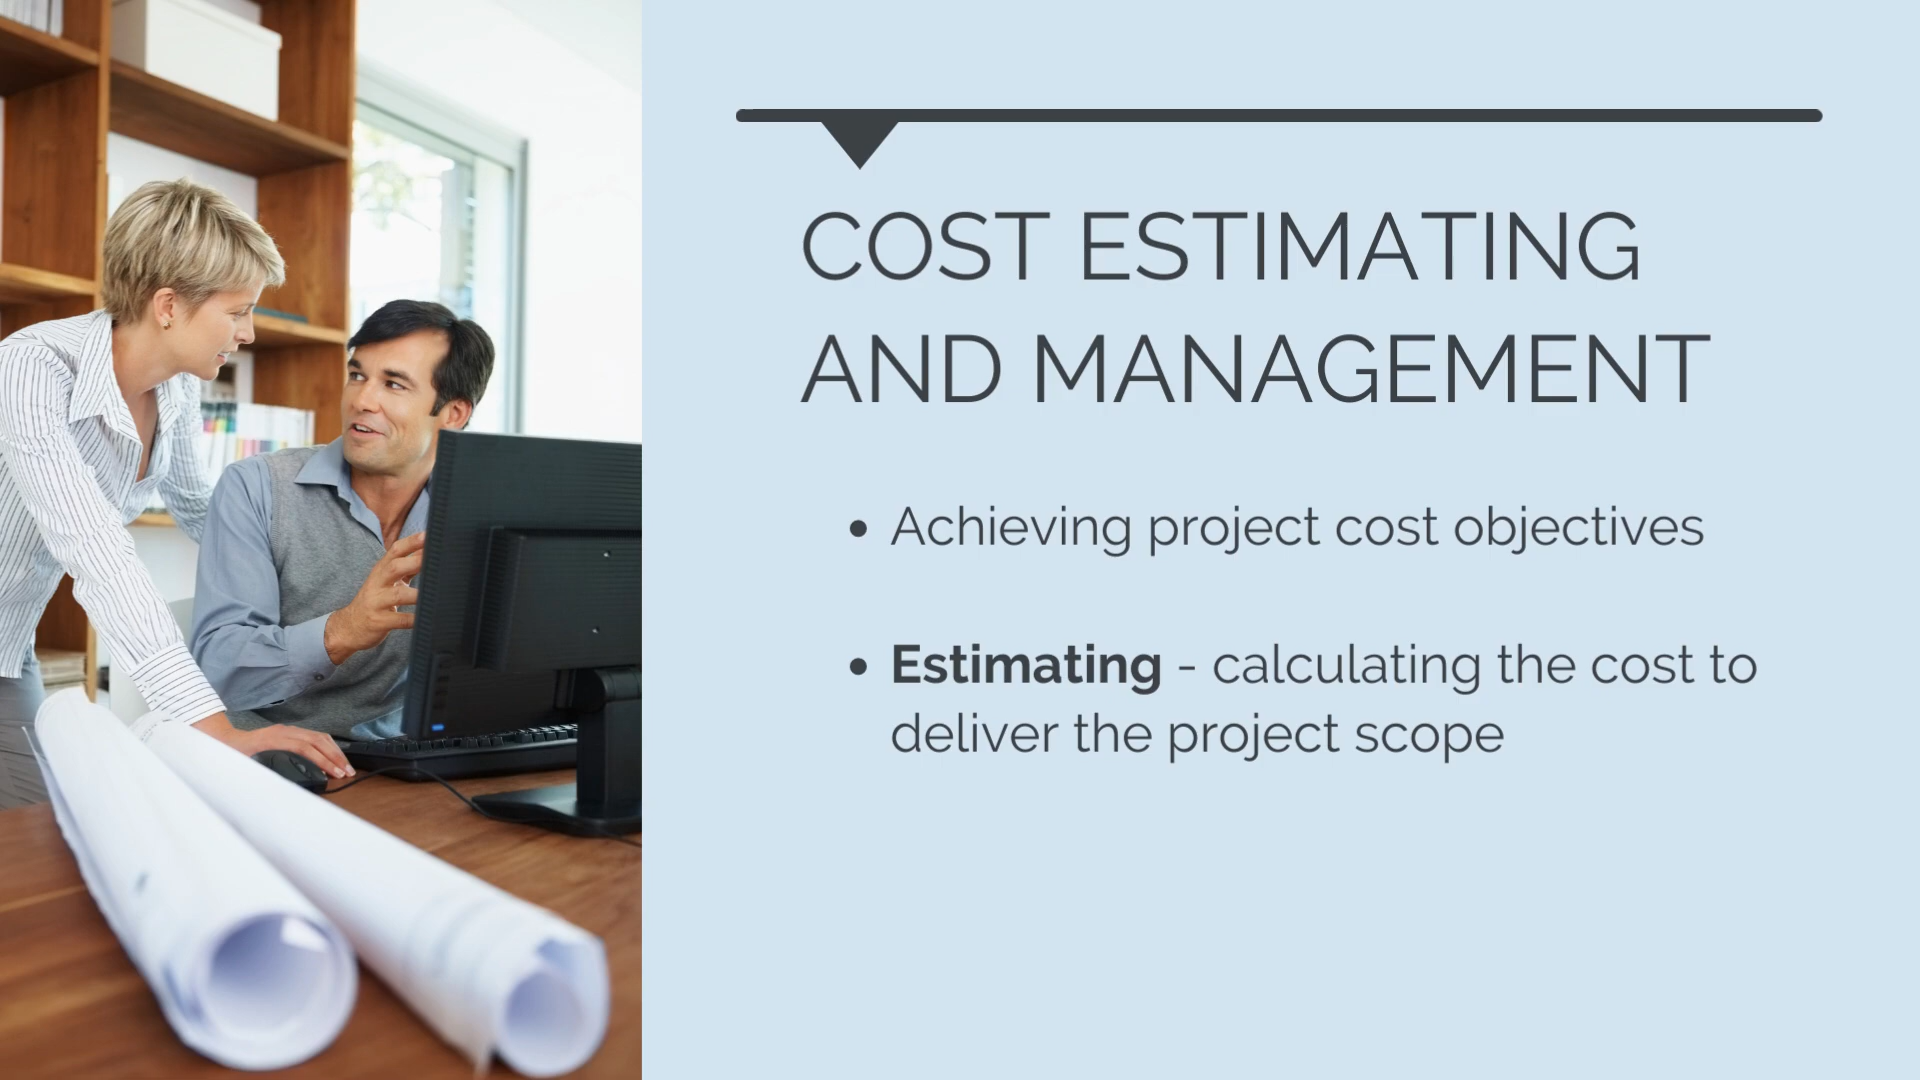 COST ESTIMATING
AND MANAGEMENT
• Achieving project cost objectives
• Estimating - calculating the cost to
deliver the project scope